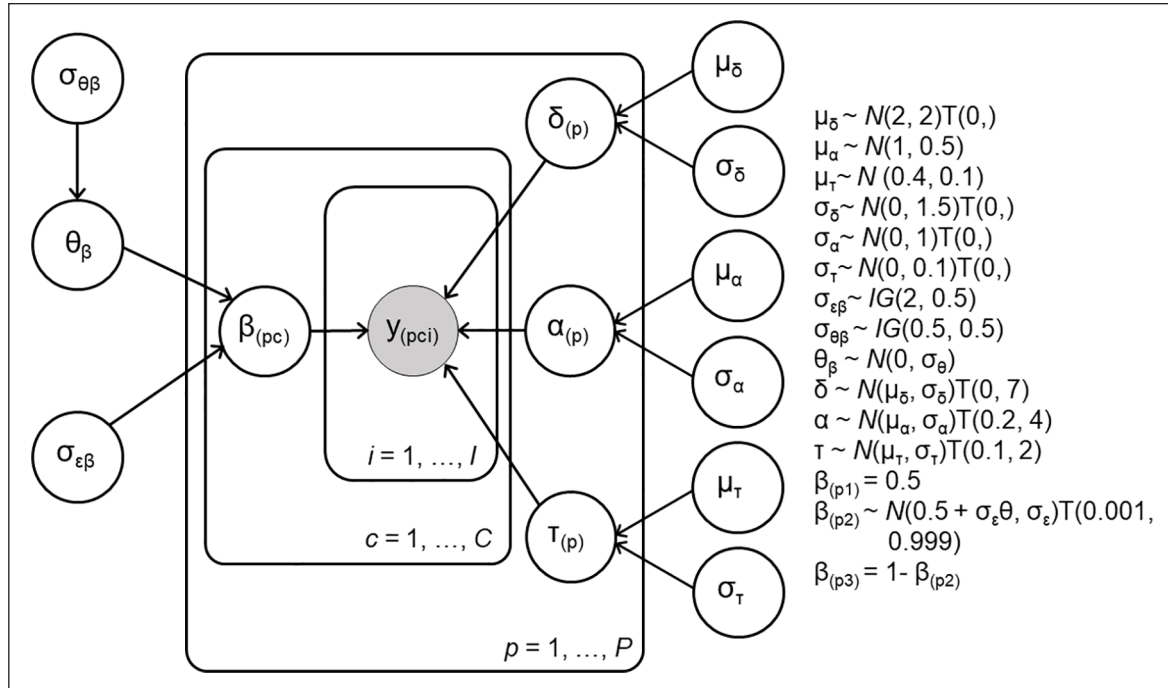 σθβ
θβ
σεβ
β(pc)
y(pci)
δ(p)
α(p)
τ(p)
i = 1, ..., I
c = 1, ..., C
p = 1, ..., P
μδ
σδ
μα
σα
μτ
στ
μδ ~ N(2, 2)T(0,)
μα ~ N(1, 0.5)
μτ ~ N (0.4, 0.1)
σδ ~ N(0, 1.5)T(0,)
σα ~ N(0, 1)T(0,)
στ ~ N(0, 0.1)T(0,)
σεβ ~ IG(2, 0.5)
σθβ ~ IG(0.5, 0.5)
θβ ~ N(0, σθ)
δ ~ N(μδ, σδ)T(0, 7)
α ~ N(μα, σα)T(0.2, 4)
τ ~ N(μτ, στ)T(0.1, 2)
β(p1) = 0.5
β(p2) ~ N(0.5 + σεθ, σε)T(0.001,
0.999)
β(p3) = 1- β(p2)